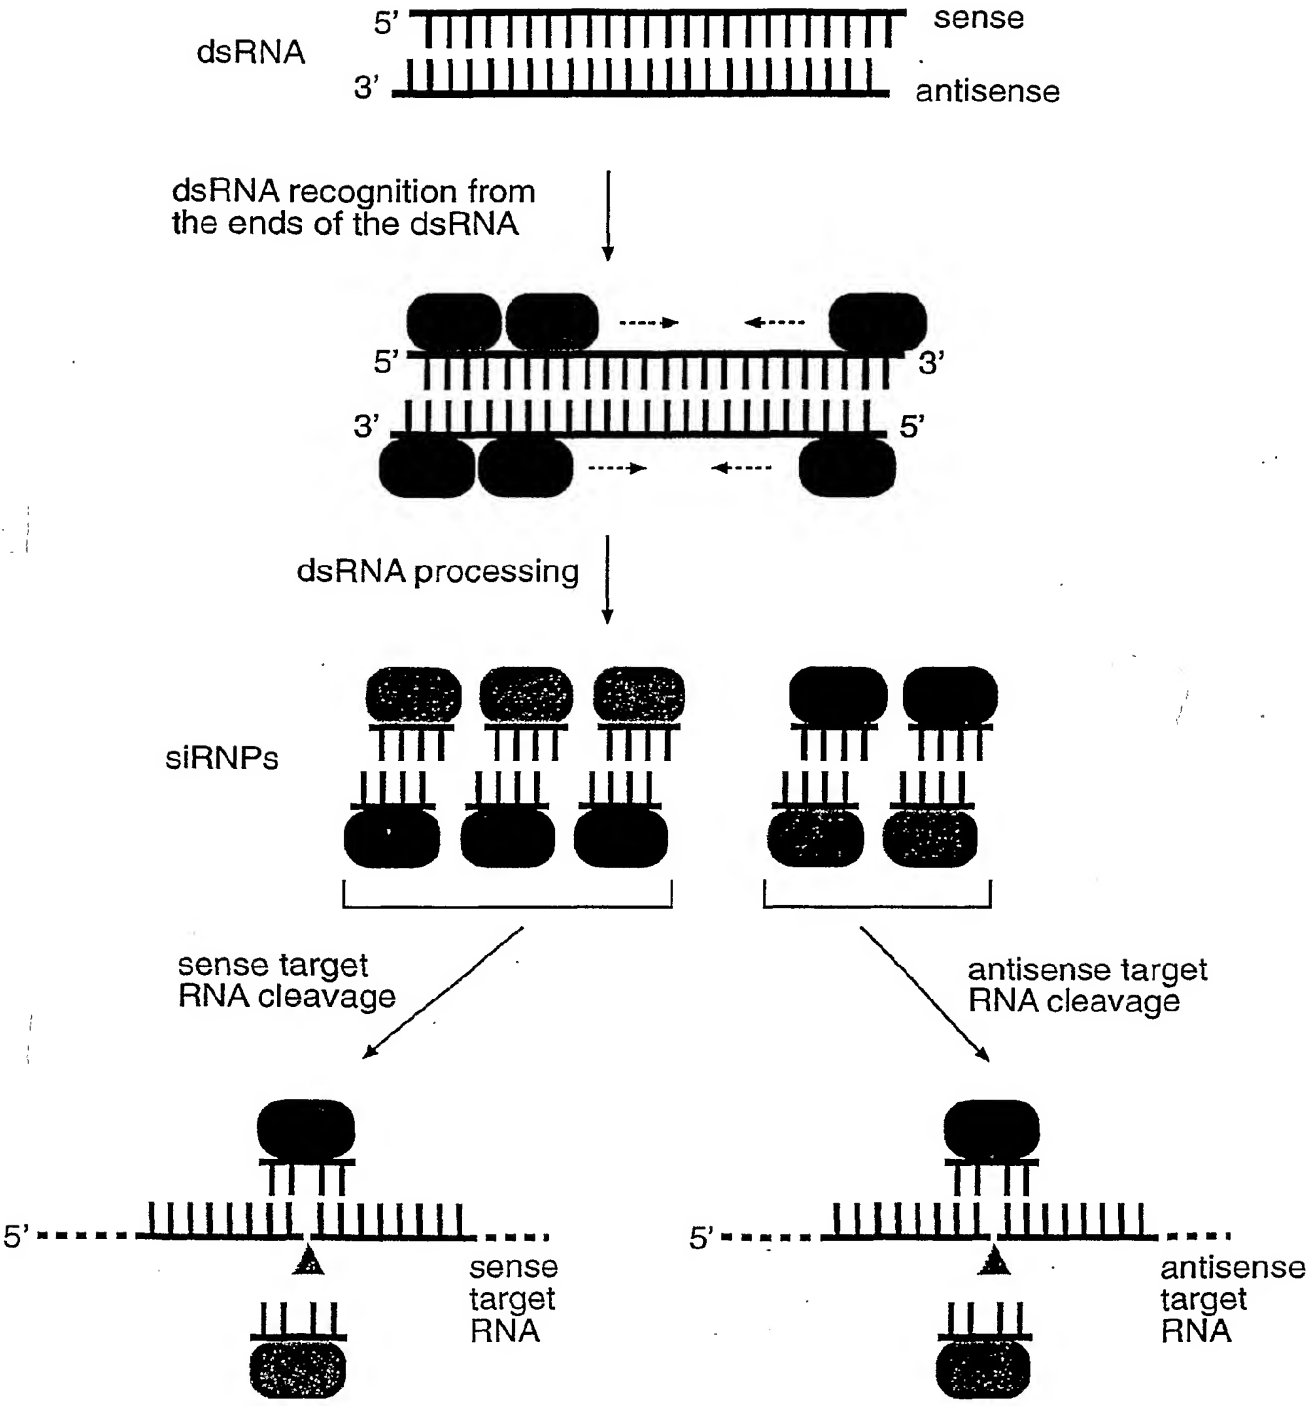 5’ sense
dsRNA
3’ antisense
dsRNA recognition from
the ends of the dsRNA
5’ 3’
3’ 5’
dsRNA processing
siRNPs
sense target
RNA cleavage
antisense target
RNA cleavage
5’
sense
target
RNA
5’
antisense
target
RNA